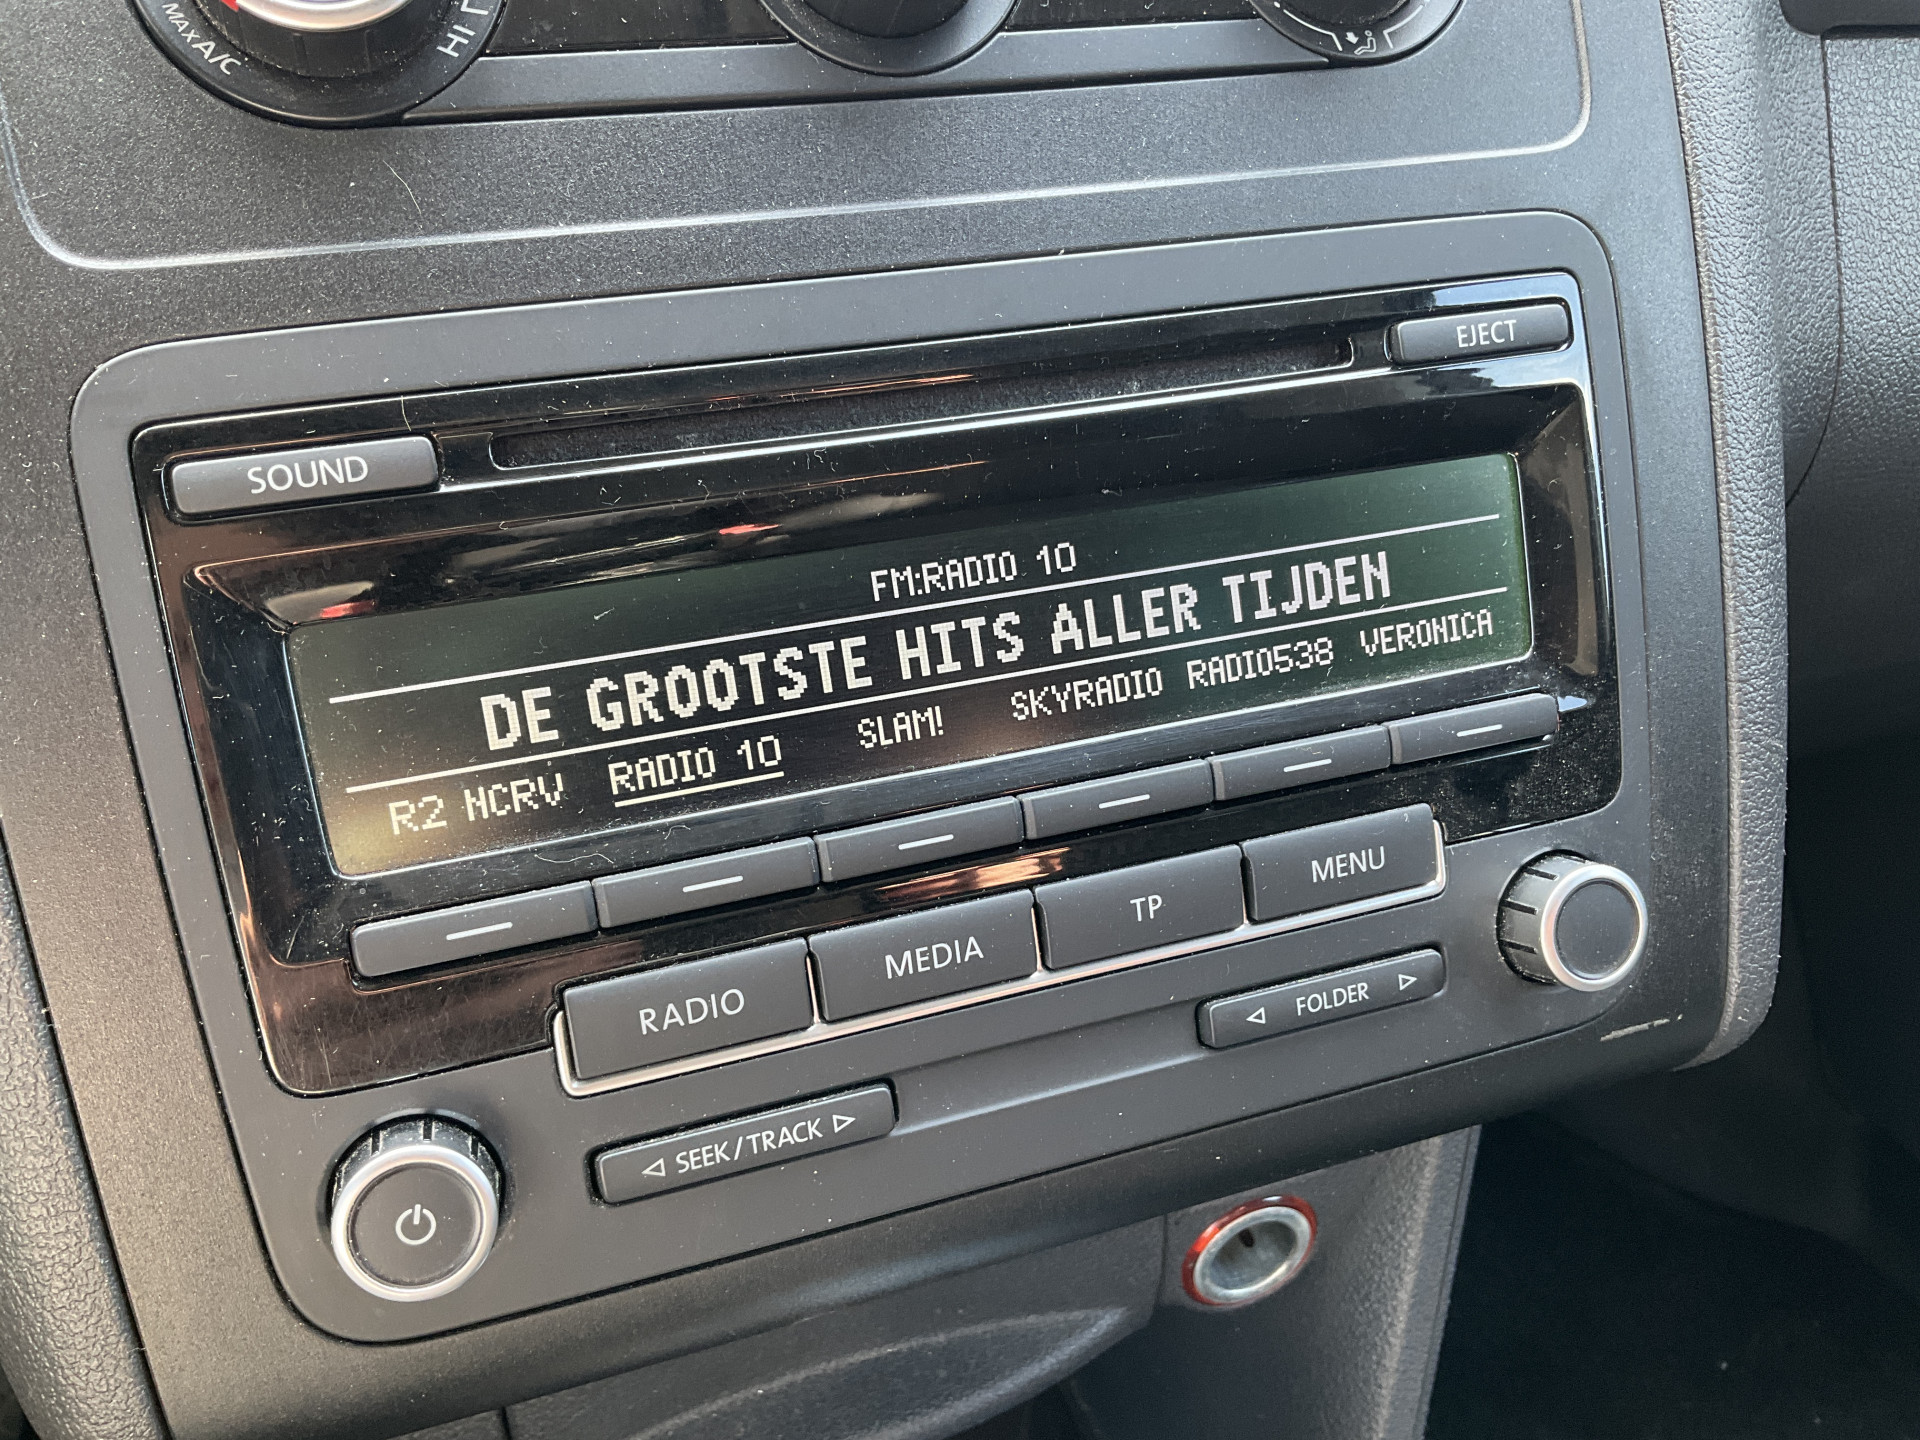 MAX A/C HI
EJECT
SOUND
FM:RADIO 10
DE GROOTSTE HITS ALLER TIJDEN
R2 NCRV RADIO 10 SLAM! SKYRADIO RADIO538 VERONICA
RADIO MEDIA TP MENU
FOLDER
SEEK/TRACK